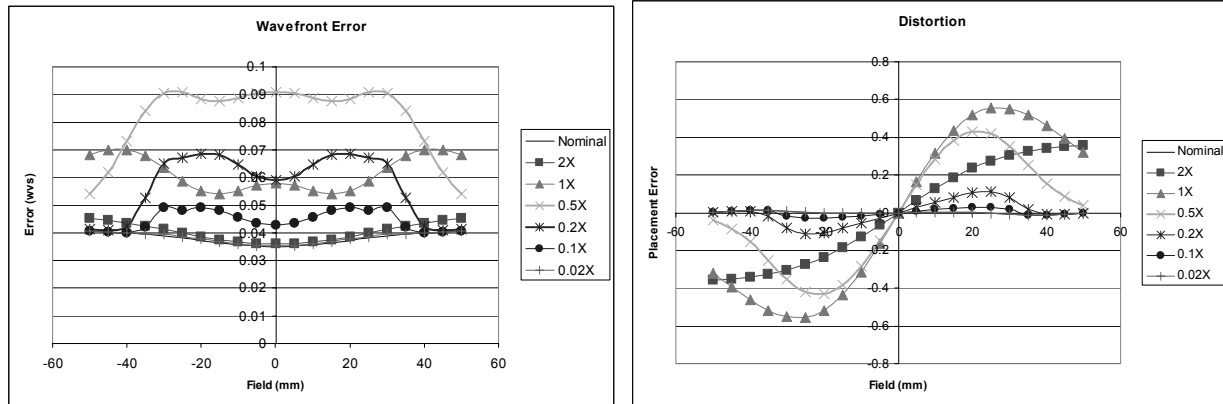 Wavefront Error
0.1
0.09
0.08
0.07
0.06
0.05
0.04
0.03
0.02
0.01
0
-60 -40 -20 0 20 40 60
Error (wvs)
Field (mm)
Nominal
2X
1X
0.5X
0.2X
0.1X
0.02X
Distortion
0.8
0.6
0.4
0.2
0.0
-0.2
-0.4
-0.6
-0.8
-60 -40 -20 0 20 40 60
Placement Error
Field (mm)
Nominal
2X
1X
0.5X
0.2X
0.1X
0.02X